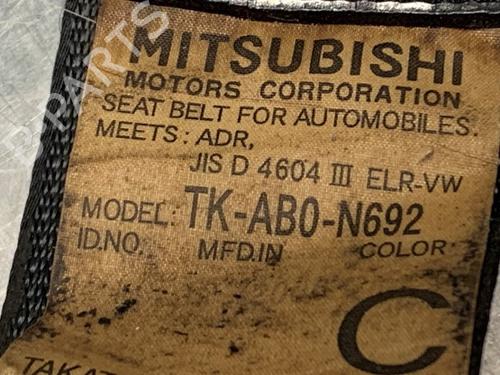 MITSUBISHI
MOTORS CORPORATION
SEAT BELT FOR AUTOMOBILES.
MEETS: ADR,
JIS D 4604 III ELR-VW
MODEL: TK-AB0-N692
ID.NO. MFD.IN COLOR
C